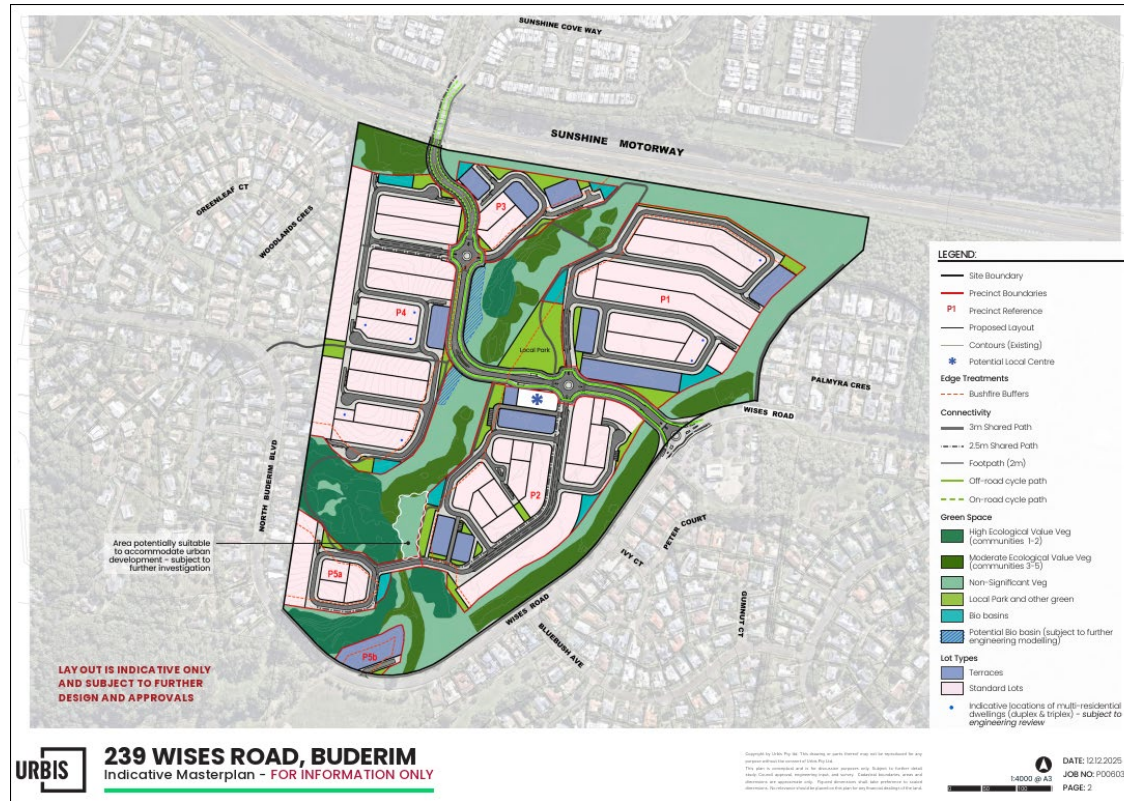 SUNSHINE COVE WAY
SUNSHINE MOTORWAY
GREENLEAF CT
WOODLANDS CRES
P3
P1
P4
Local Park
PALMYRA CRES
WISES ROAD
NORTH BUDERIM BLVD
P2
Area potentially suitable
to accommodate urban
development - subject to
further investigation
PETER COURT
IVY CT
P5a
WISES ROAD
GUMNUT CT
BLUEBUSH AVE
P5b
LAYOUT IS INDICATIVE ONLY
AND SUBJECT TO FURTHER
DESIGN AND APPROVALS
LEGEND:
Site Boundary
Precinct Boundaries
P1 Precinct Reference
Proposed Layout
Contours (Existing)
Potential Local Centre
Edge Treatments
Bushfire Buffers
Connectivity
3m Shared Path
2.5m Shared Path
Footpath (2m)
Off-road cycle path
On-road cycle path
Green Space
High Ecological Value Veg
(communities 1-2)
Moderate Ecological Value Veg
(communities 3-5)
Non-Significant Veg
Local Park and other green
Bio basins
Potential Bio basin (subject to further
engineering modelling)
Lot Types
Terraces
Standard Lots
Indicative locations of multi-residential
dwellings (duplex & triplex) - subject to
engineering review
URBIS
239 WISES ROAD, BUDERIM
Indicative Masterplan - FOR INFORMATION ONLY
1:4000 @ A3
DATE: 12.12.2025
JOB NO: P00603
PAGE: 2